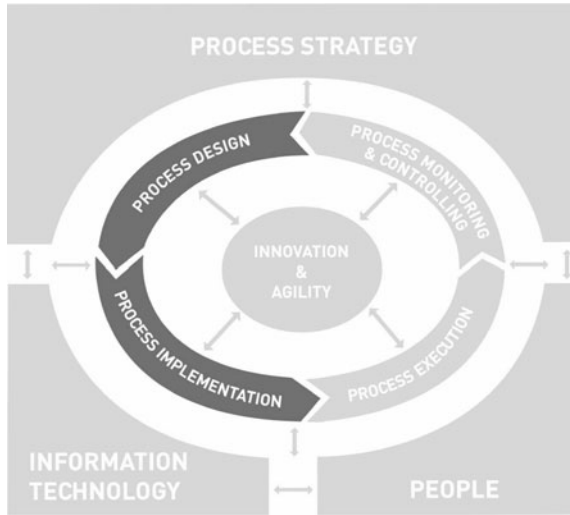 PROCESS STRATEGY
PROCESS DESIGN
PROCESS MONITORING
& CONTROLLING
INNOVATION
&
AGILITY
PROCESS IMPLEMENTATION
PROCESS EXECUTION
INFORMATION
TECHNOLOGY
PEOPLE